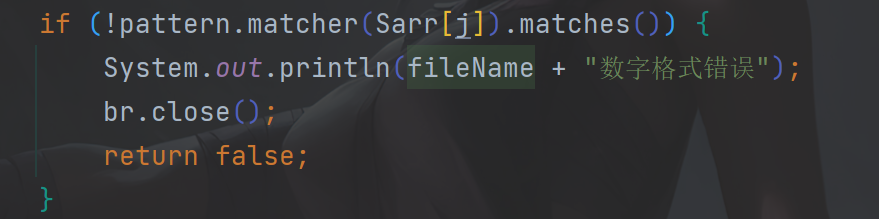 if (!pattern.matcher(Sarr[j]).matches()) {
System.out.println(fileName + "数字格式错误");
br.close();
return false;
}